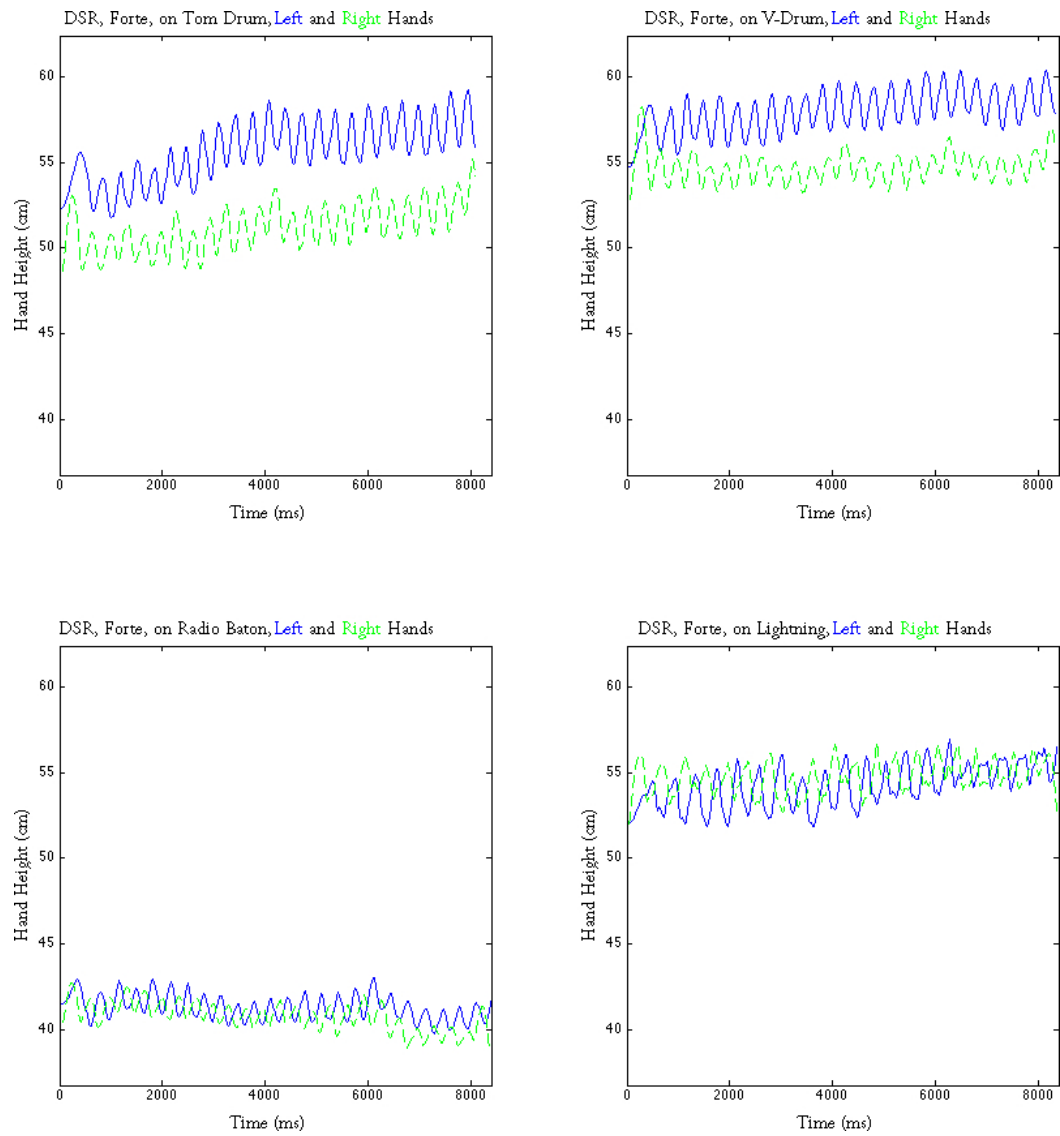 DSR, Forte, on Tom Drum, Left and Right Hands
60
55
50
45
40
Hand Height (cm)
0 2000 4000 6000 8000
Time (ms)
DSR, Forte, on V-Drum, Left and Right Hands
60
55
50
45
40
Hand Height (cm)
0 2000 4000 6000 8000
Time (ms)
DSR, Forte, on Radio Baton, Left and Right Hands
60
55
50
45
40
Hand Height (cm)
0 2000 4000 6000 8000
Time (ms)
DSR, Forte, on Lightning, Left and Right Hands
60
55
50
45
40
Hand Height (cm)
0 2000 4000 6000 8000
Time (ms)